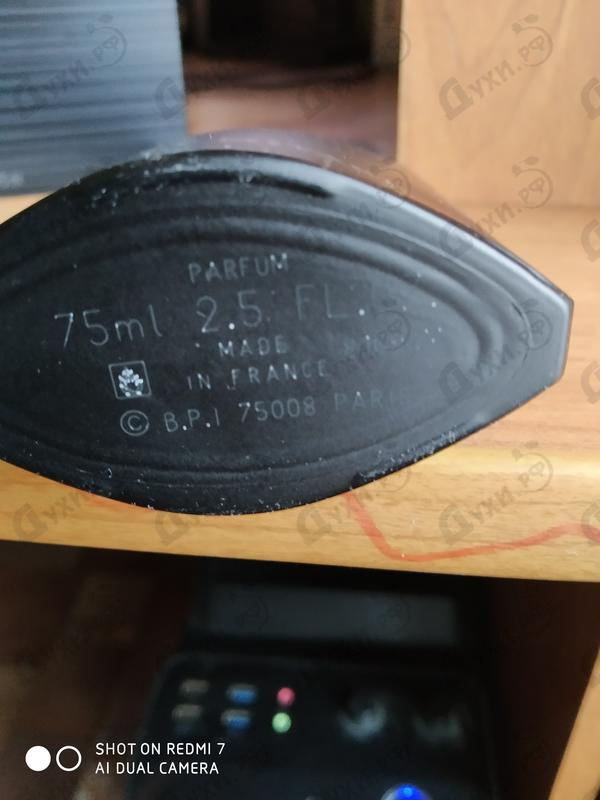 PARFUM
75ml 2.5 FL.
MADE
IN FRANCE
© B.P.I 75008 PARIS
SHOT ON REDMI 7
AI DUAL CAMERA
Духи.рф